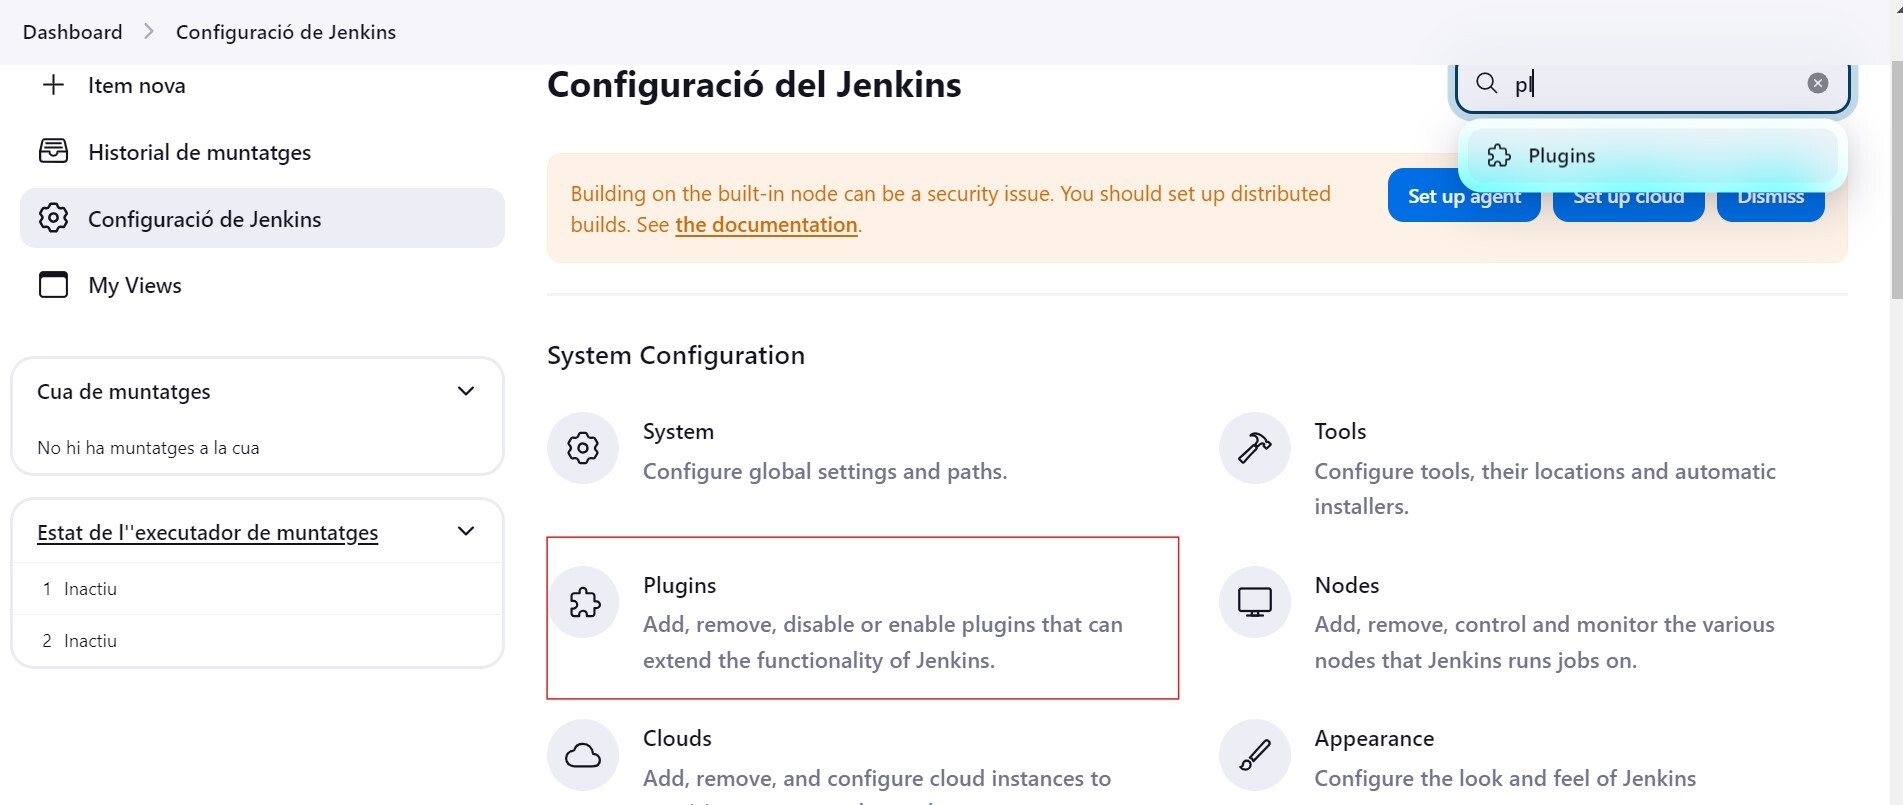 Dashboard > Configuració de Jenkins
Item nova
Historial de muntatges
Configuració de Jenkins
My Views
Cua de muntatges
No hi ha muntatges a la cua
Estat de l''executador de muntatges
1 Inactiu
2 Inactiu
Configuració del Jenkins
pl
Plugins
Building on the built-in node can be a security issue. You should set up distributed
builds. See the documentation.
Set up agent
Set up cloud
Dismiss
System Configuration
System
Configure global settings and paths.
Tools
Configure tools, their locations and automatic
installers.
Plugins
Add, remove, disable or enable plugins that can
extend the functionality of Jenkins.
Nodes
Add, remove, control and monitor the various
nodes that Jenkins runs jobs on.
Clouds
Add, remove, and configure cloud instances to
Appearance
Configure the look and feel of Jenkins